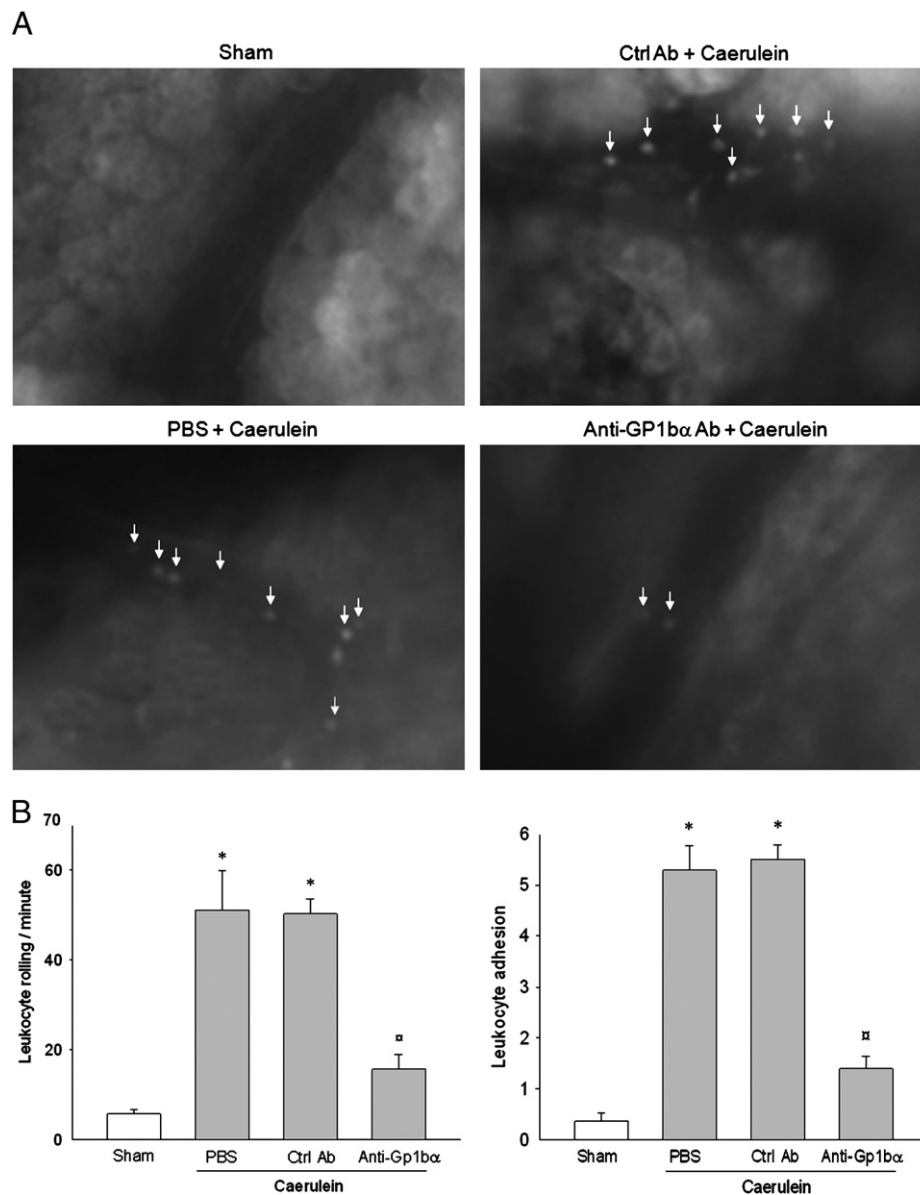 A
Sham
Ctrl Ab + Caerulein
PBS + Caerulein
Anti-GP1bα Ab + Caerulein
B
Leukocyte rolling / minute
70
60
40
20
0
*
*
¤
Sham
PBS
Ctrl Ab
Anti-Gp1bα
Caerulein
Leukocyte adhesion
6
5
4
3
2
1
0
*
*
¤
Sham
PBS
Ctrl Ab
Anti-Gp1bα
Caerulein